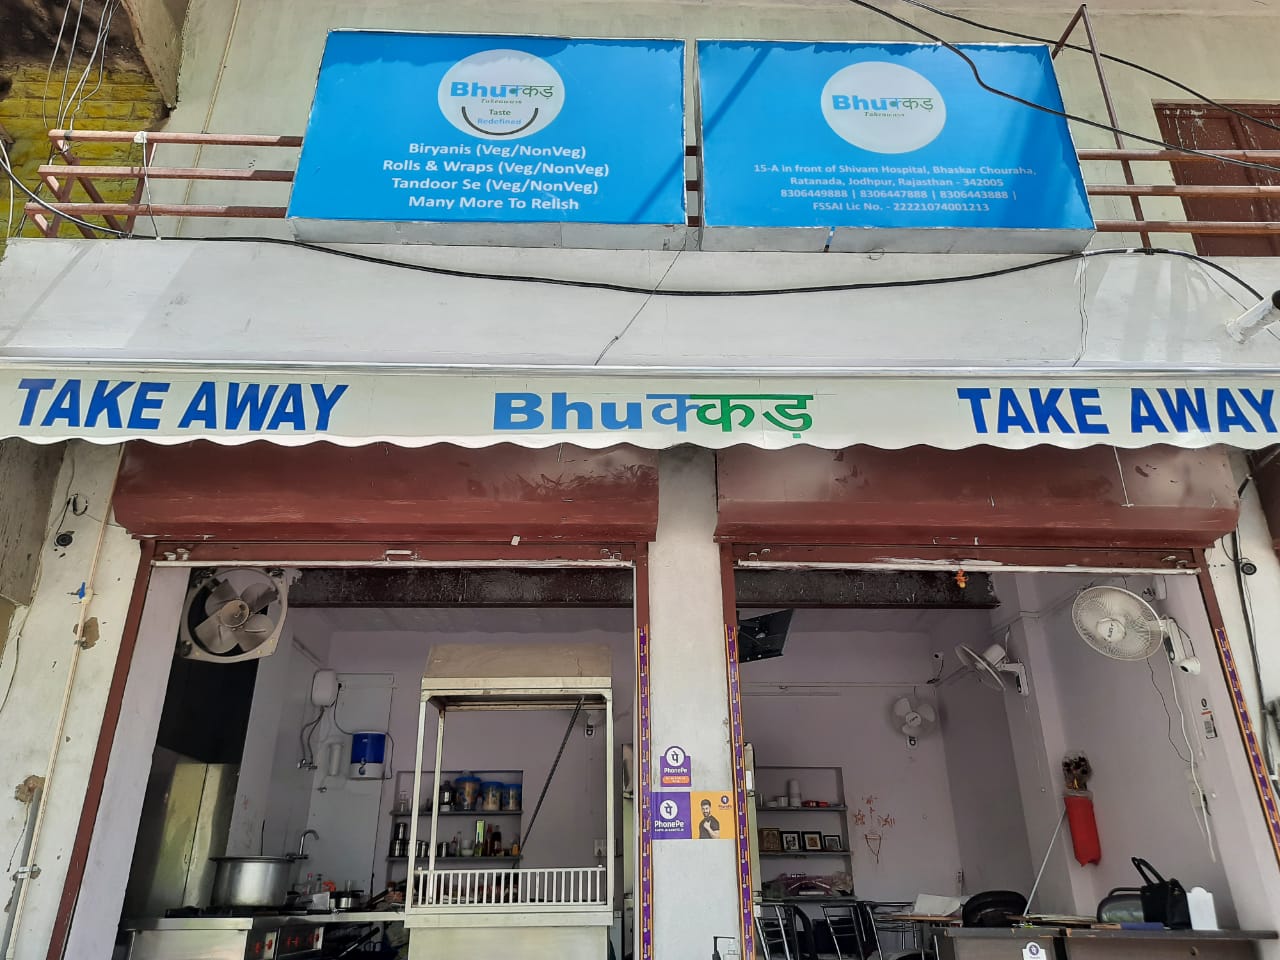 Bhuक्कड़
Takeaways
Taste
Redefined
Biryanis (Veg/NonVeg)
Rolls & Wraps (Veg/NonVeg)
Tandoor Se (Veg/NonVeg)
Many More To Relish
Bhuक्कड़
Takeaways
15-A in front of Shivam Hospital, Bhaskar Chouraha,
Ratanada, Jodhpur, Rajasthan - 342005
8306449888 | 8306447888 | 8306443888 |
FSSAI Lic No. - 22221074001213
TAKE AWAY
Bhuक्कड़
TAKE AWAY
पे
PhonePe
पे
PhonePe